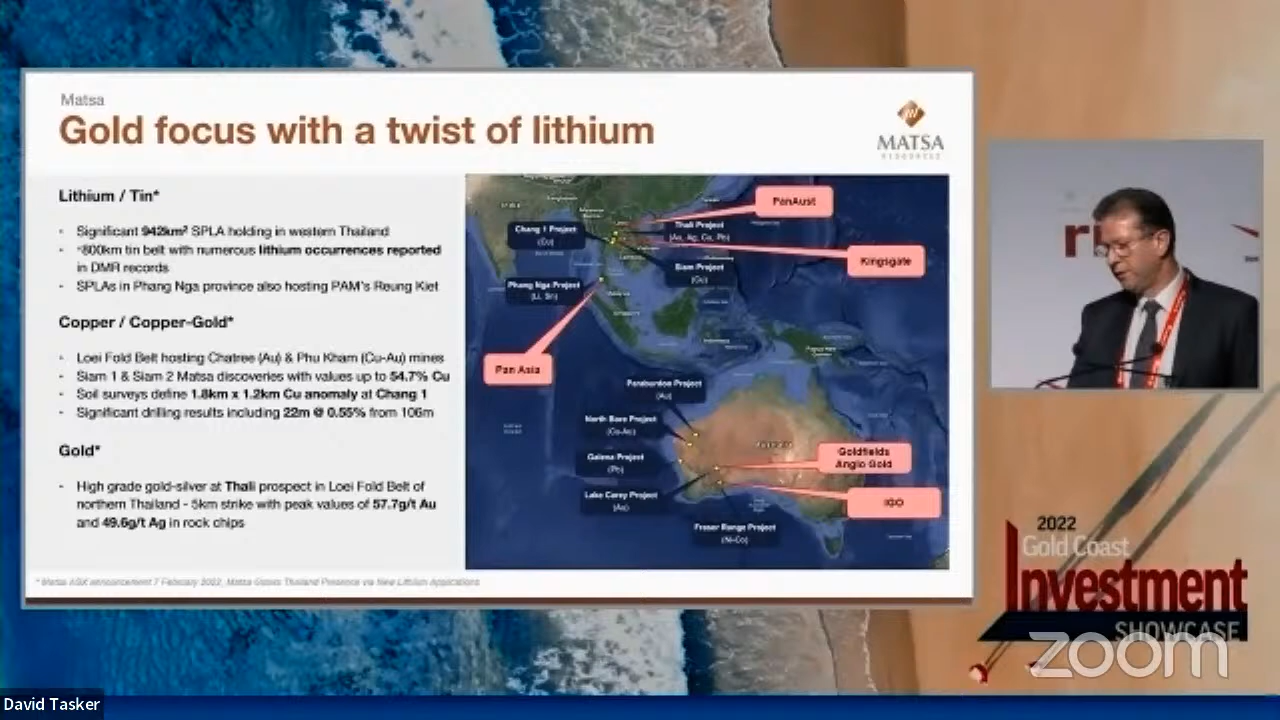 Matsa
Gold focus with a twist of lithium
MATSA
RESOURCES
Lithium / Tin*
· Significant 942km² SPLA holding in western Thailand
· ~800km tin belt with numerous lithium occurrences reported
in DMR records
· SPLAs in Phang Nga province also hosting PAM's Reung Kiet
Copper / Copper-Gold*
· Loei Fold Belt hosting Chatree (Au) & Phu Kham (Cu-Au) mines
· Siam 1 & Siam 2 Matsa discoveries with values up to 54.7% Cu
· Soil surveys define 1.8km x 1.2km Cu anomaly at Chang 1
· Significant drilling results including 22m @ 0.55% from 106m
Gold*
· High grade gold-silver at Thali prospect in Loei Fold Belt of
northern Thailand - 5km strike with peak values of 57.7g/t Au
and 49.6g/t Ag in rock chips
* Matsa ASX announcement 7 February 2022, Matsa Thailand Presence via New Lithium Applications
PanAust
Chang 1 Project
(Cu)
Thali Project
(Au, Ag, Cu, Pb)
Kingsgate
Siam Project
(Cu)
Phang Nga Project
(Li, Sn)
Pan Asia
Paraburdoo Project
(Au)
North Bore Project
(Cu-Au)
Australia
Goldfields
Anglo Gold
Galena Project
(Pb)
Lake Carey Project
(Au)
IGO
Fraser Range Project
(Ni-Co)
2022
Gold Coast
Investment
SHOWCASE
zoom
David Tasker